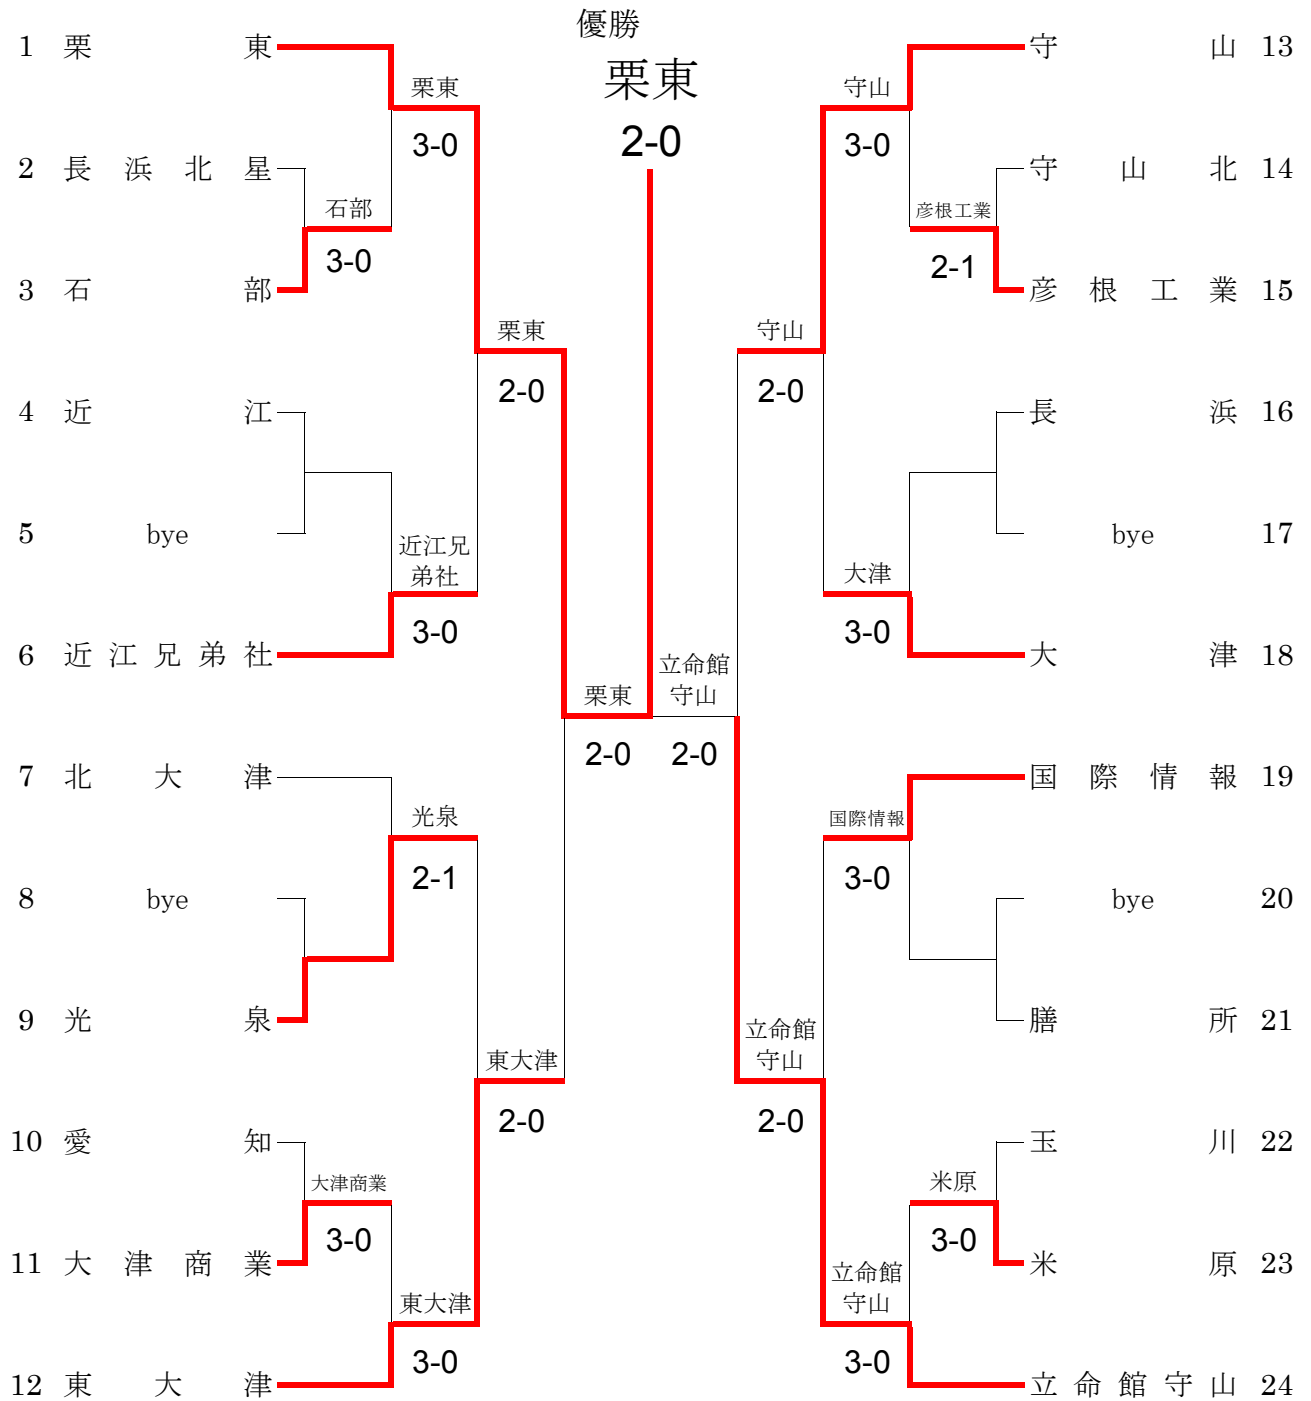 優勝
栗東
2-0
1 栗東
2 長浜北星
3 石部
4 近江
5 bye
6 近江兄弟社
7 北大津
8 bye
9 光泉
10 愛知
11 大津商業
12 東大津
石部
3-0
大津商業
3-0
栗東
3-0
近江兄
弟社
3-0
光泉
2-1
東大津
3-0
栗東
2-0
東大津
2-0
栗東
2-0
立命館
守山
2-0
守山
2-0
立命館
守山
2-0
守山
3-0
大津
3-0
国際情報
3-0
立命館
守山
3-0
彦根工業
2-1
米原
3-0
守山 13
守山北 14
彦根工業 15
長浜 16
bye 17
大津 18
国際情報 19
bye 20
膳所 21
玉川 22
米原 23
立命館守山 24